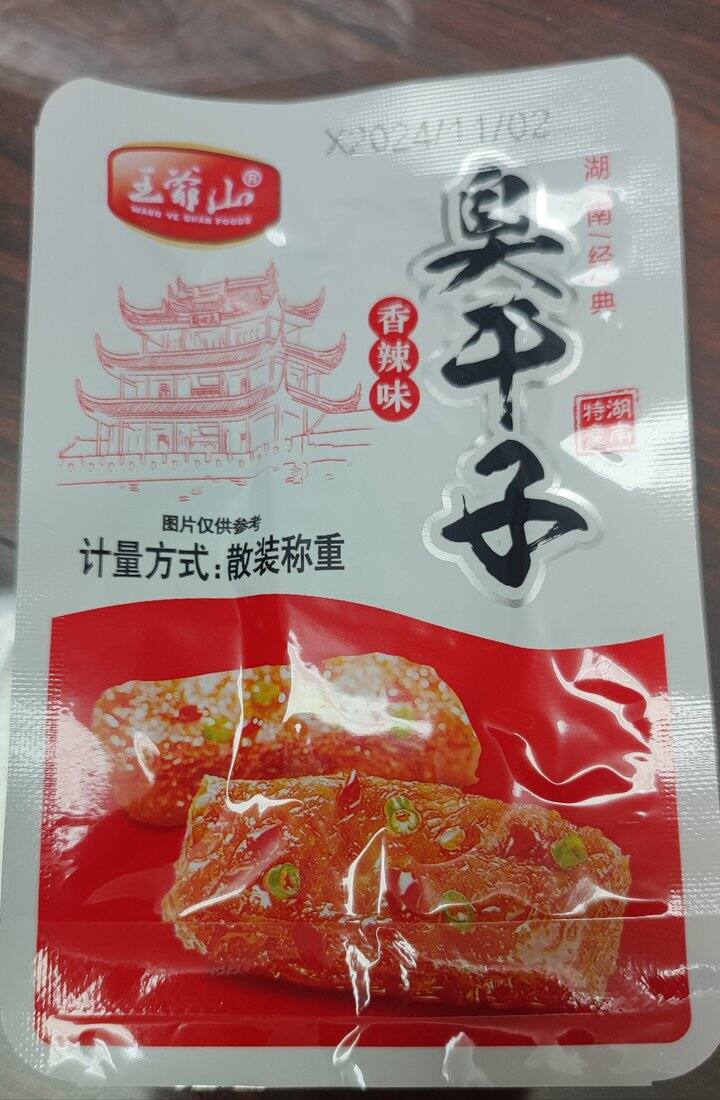 X2024/11/02
王爷山®
WANG YE SHAN FOODS
湖南/经典
臭干子
香辣味
湖南
特产
图片仅供参考
计量方式:散装称重